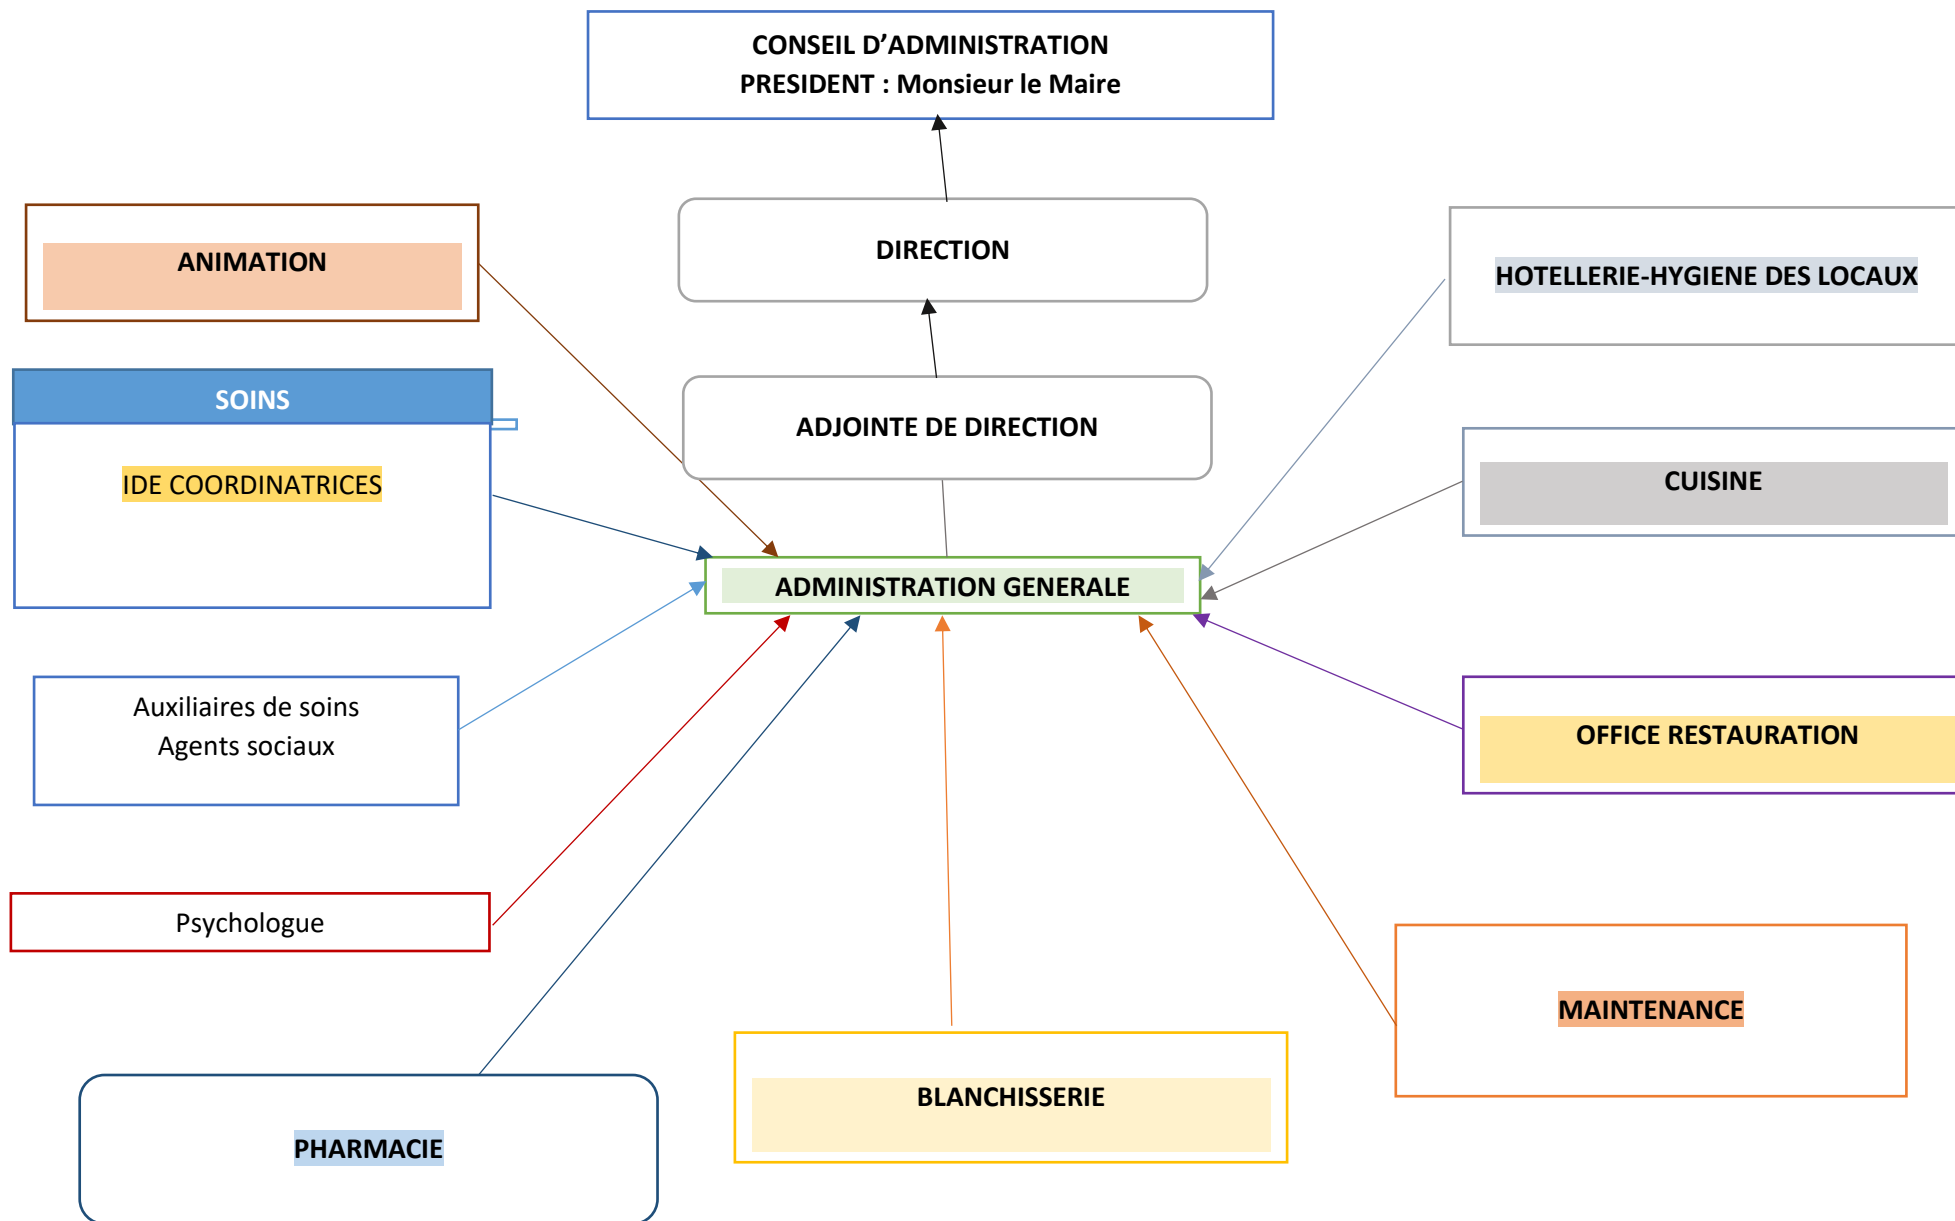 CONSEIL D’ADMINISTRATION
PRESIDENT : Monsieur le Maire
DIRECTION
ANIMATION
HOTELLERIE-HYGIENE DES LOCAUX
SOINS
ADJOINTE DE DIRECTION
IDE COORDINATRICES
CUISINE
ADMINISTRATION GENERALE
Auxiliaires de soins
Agents sociaux
OFFICE RESTAURATION
Psychologue
MAINTENANCE
BLANCHISSERIE
PHARMACIE